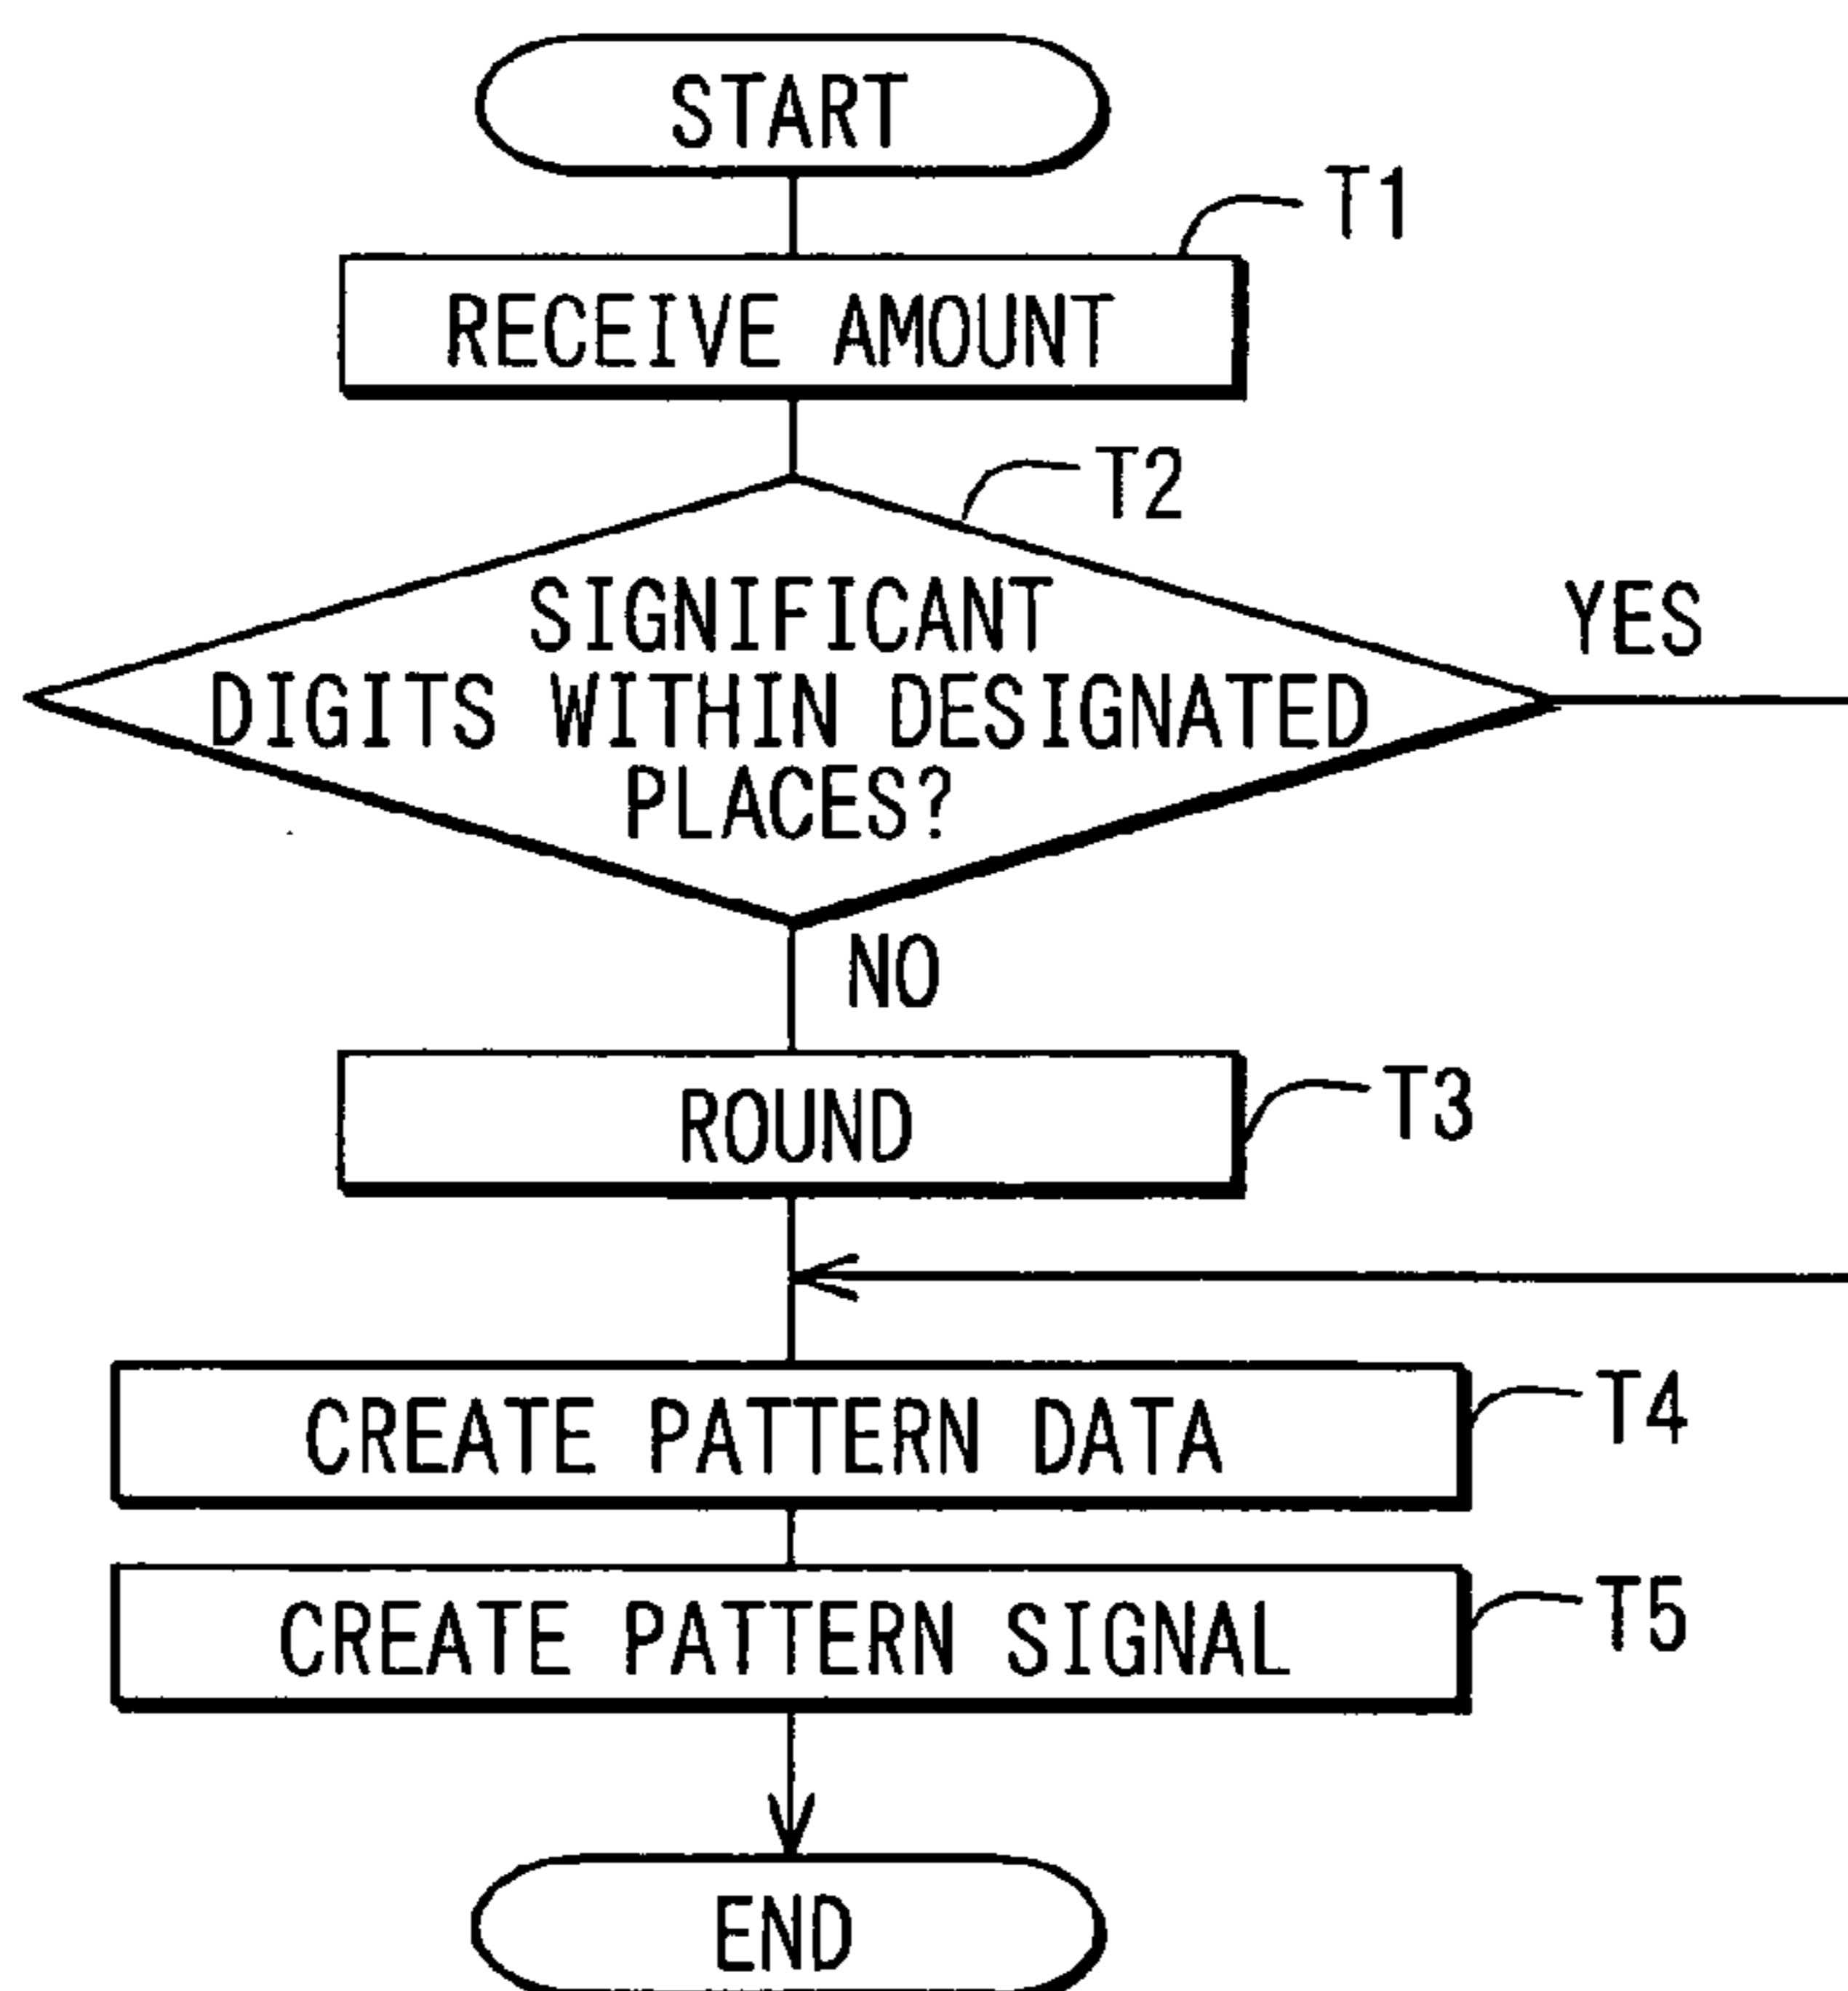 START
T1
RECEIVE AMOUNT
T2
SIGNIFICANT
DIGITS WITHIN DESIGNATED
PLACES?
YES
NO
ROUND
T3
CREATE PATTERN DATA
T4
CREATE PATTERN SIGNAL
T5
END